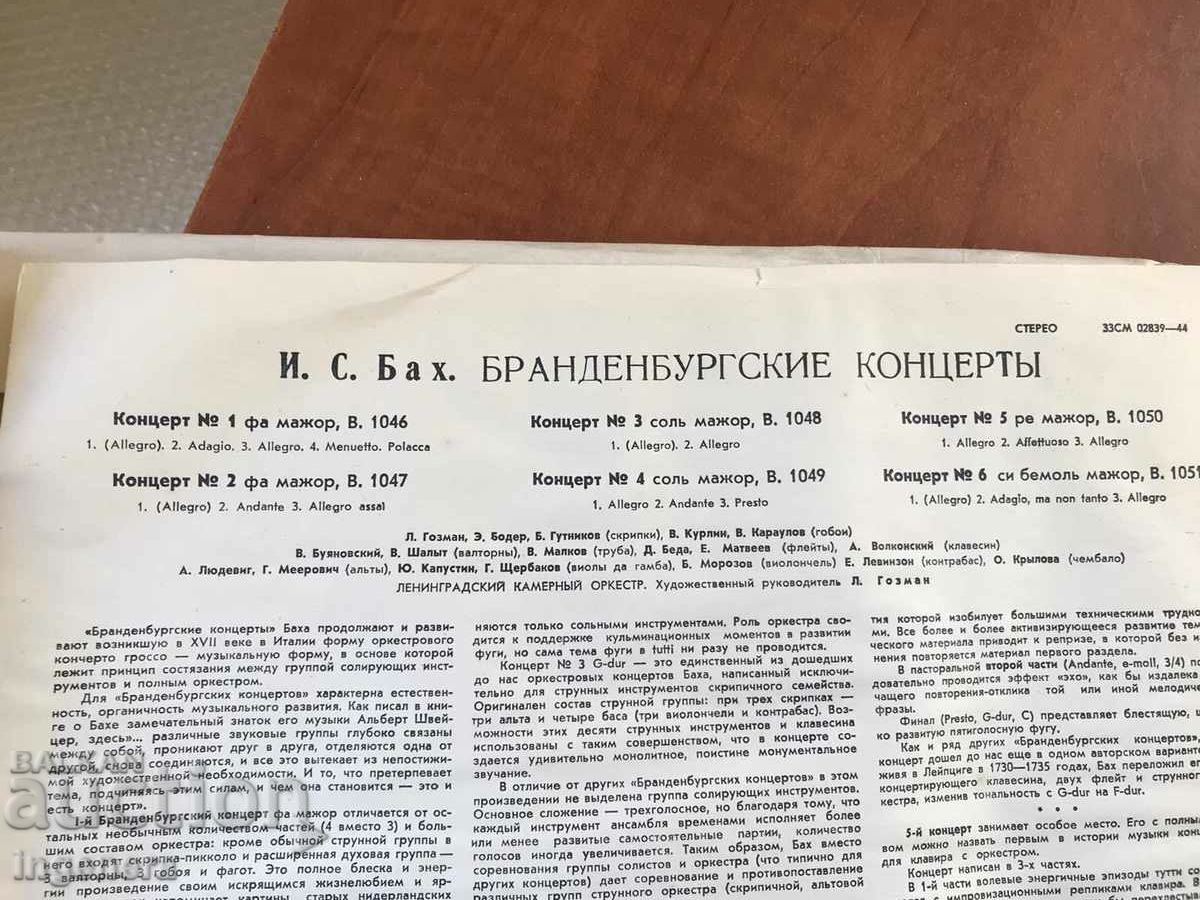 СТЕРЕО 33СМ 02839—44
И. С. Бах. БРАНДЕНБУРГСКИЕ КОНЦЕРТЫ
Концерт № 1 фа мажор, В. 1046
1. (Allegro). 2. Adagio. 3. Allegro. 4. Menuetto. Polacca
Концерт № 2 фа мажор, В. 1047
1. (Allegro) 2. Andante 3. Allegro assai
Концерт № 3 соль мажор, В. 1048
1. (Allegro). 2. Allegro
Концерт № 4 соль мажор, В. 1049
1. Allegro 2. Andante 3. Presto
Концерт № 5 ре мажор, В. 1050
1. Allegro 2. Affettuoso 3. Allegro
Концерт № 6 си бемоль мажор, В. 1051
1. (Allegro) 2. Adagio, ma non tanto 3. Allegro
Л. Гозман, Э. Бодер, Б. Гутников (скрипки), В. Курлин, В. Караулов (гобои)
В. Буяновский, В. Шалыт (валторны), В. Малков (труба), Д. Беда, Е. Матвеев (флейты), А. Волконский (клавесин)
А. Людевиг, Г. Меерович (альты), Ю. Капустин, Г. Щербаков (виолы да гамба), Б. Морозов (виолончель) Е. Левинзон (контрабас), О. Крылова (чембало)
ЛЕНИНГРАДСКИЙ КАМЕРНЫЙ ОРКЕСТР. Художественный руководитель Л. Гозман
«Бранденбургские концерты» Баха продолжают и разви-
вают возникшую в XVII веке в Италии форму оркестрового
кончерто гроссо — музыкальную форму, в основе которой
лежит принцип состязания между группой солирующих инст-
рументов и полным оркестром.
Для «Бранденбургских концертов» характерна естествен-
ность, органичность музыкального развития. Как писал в кни-
ге о Бахе замечательный знаток его музыки Альберт Швей-
цер, здесь»... различные звуковые группы глубоко связаны
между собой, проникают друг в друга, отделяются одна от
другой, снова соединяются, и все это вытекает из непостижи-
мой художественной необходимости. И то, что претерпевает
тема, подчиняясь этим силам, и чем она становится — это и
есть концерт».
1-й Бранденбургский концерт фа мажор отличается от ос-
тальных необычным количеством частей (4 вместо 3) и боль-
шим составом оркестра: кроме обычной струнной группы в
него входят скрипка-пикколо и расширенная духовая группа —
3 валторны, гобоя и фагот. Это полное блеска и энер-
гии произведение своим искрящимся жизнелюбием и яр-
напоминает картины старых нидерландских
няются только сольными инструментами. Роль оркестра сво-
дится к поддержке кульминационных моментов в развитии
фуги, но сама тема фуги в tutti ни разу не проводится.
Концерт № 3 G-dur — это единственный из дошедших
до нас оркестровых концертов Баха, написанный исключи-
тельно для струнных инструментов скрипичного семейства.
Оригинален состав струнной группы: при трех скрипках —
три альта и четыре баса (три виолончели и контрабас). Воз-
можности этих десяти струнных инструментов и клавесина
использованы с таким совершенством, что в концерте со-
здается удивительно монолитное, поистине монументальное
звучание.
В отличие от других «Бранденбургских концертов» в этом
произведении не выделена группа солирующих инструментов.
Основное сложение — трехголосное, но благодаря тому, что
каждый инструмент ансамбля временами исполняет более
или менее развитые самостоятельные партии, количество
голосов иногда увеличивается. Таким образом, Бах вместо
соревнования группы солистов и оркестра (что типично для
других концертов) дает соревнование и противопоставление
различных групп струнного оркестра (скрипичной, альтовой
тия которой изобилует большими техническими трудно
ми. Все более и более активизирующееся развитие тем
ческого материала приводит к репризе, в которой без и
нения повторяется материал первого раздела.
В пасторальной второй части (Andante, e-moll, 3/4) по
довательно проводится эффект «эхо», как бы издалека
чащего повторения-отклика той или иной мелодич
фразы.
Финал (Presto, G-dur, C) представляет блестящую, ш
ко развитую пятиголосную фугу.
Как и ряд других «Бранденбургских концертов»,
концерт дошел до нас еще в одном авторском вариант
живя в Лейпциге в 1730—1735 годах, Бах переложил ег
концертирующего клавесина, двух флейт и струнног
кестра, изменив тональность с G-dur на F-dur.
* * *
5-й концерт занимает особое место. Его с полным
вом можно назвать первым в истории музыки конц
для клавира с оркестром.
Концерт написан в 3-х частях.
В 1-й части волевые энергичные эпизоды тутти со
с импровизационными репликами клавира. В
бы перехлестывая
БАЛКАН
auction